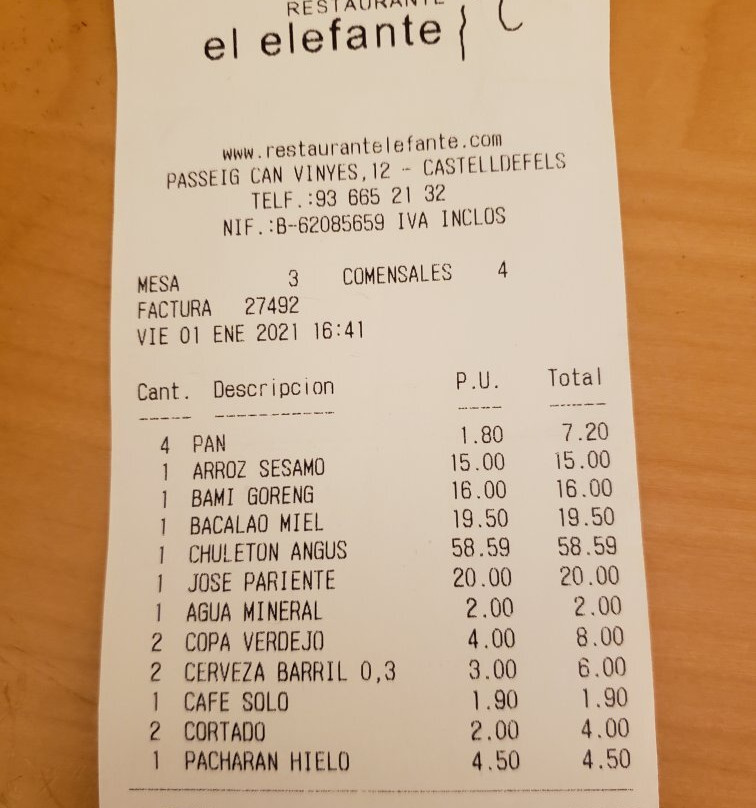 RESTAURANTE
el elefante
www.restaurantelefante.com
PASSEIG CAN VINYES,12 - CASTELLDEFELS
TELF.:93 665 21 32
NIF.:B-62085659 IVA INCLOS
MESA 3 COMENSALES 4
FACTURA 27492
VIE 01 ENE 2021 16:41
Cant. Descripcion P.U. Total
4 PAN 1.80 7.20
1 ARROZ SESAMO 15.00 15.00
1 BAMI GORENG 16.00 16.00
1 BACALAO MIEL 19.50 19.50
1 CHULETON ANGUS 58.59 58.59
1 JOSE PARIENTE 20.00 20.00
1 AGUA MINERAL 2.00 2.00
2 COPA VERDEJO 4.00 8.00
2 CERVEZA BARRIL 0,3 3.00 6.00
1 CAFE SOLO 1.90 1.90
2 CORTADO 2.00 4.00
1 PACHARAN HIELO 4.50 4.50